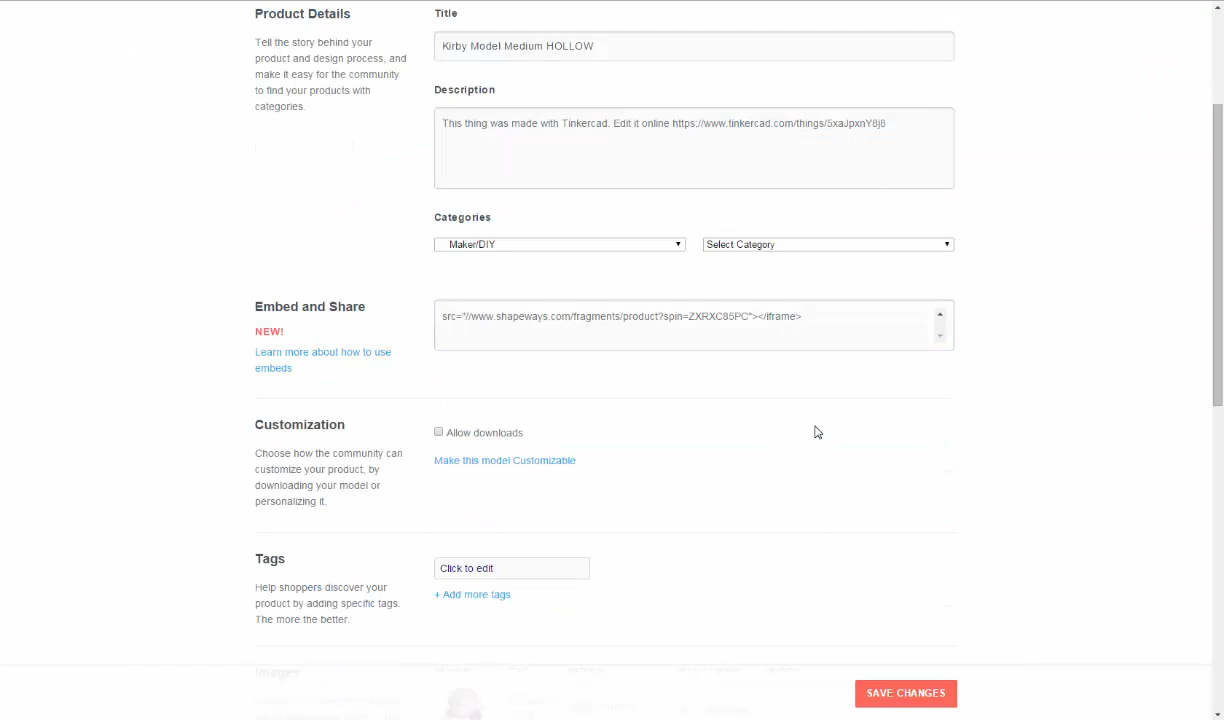 Product Details
Tell the story behind your
product and design process, and
make it easy for the community
to find your products with
categories.
Title
Kirby Model Medium HOLLOW
Description
This thing was made with Tinkercad. Edit it online https://www.tinkercad.com/things/5xaJpxnY8j8
Categories
Maker/DIY
Select Category
Embed and Share
NEW!
Learn more about how to use
embeds
src="//www.shapeways.com/fragments/product?spin=ZXRXC85PC"></iframe>
Customization
Choose how the community can
customize your product, by
downloading your model or
personalizing it.
Allow downloads
Make this model Customizable
Tags
Help shoppers discover your
product by adding specific tags.
The more the better.
Click to edit
+ Add more tags
Images
SAVE CHANGES